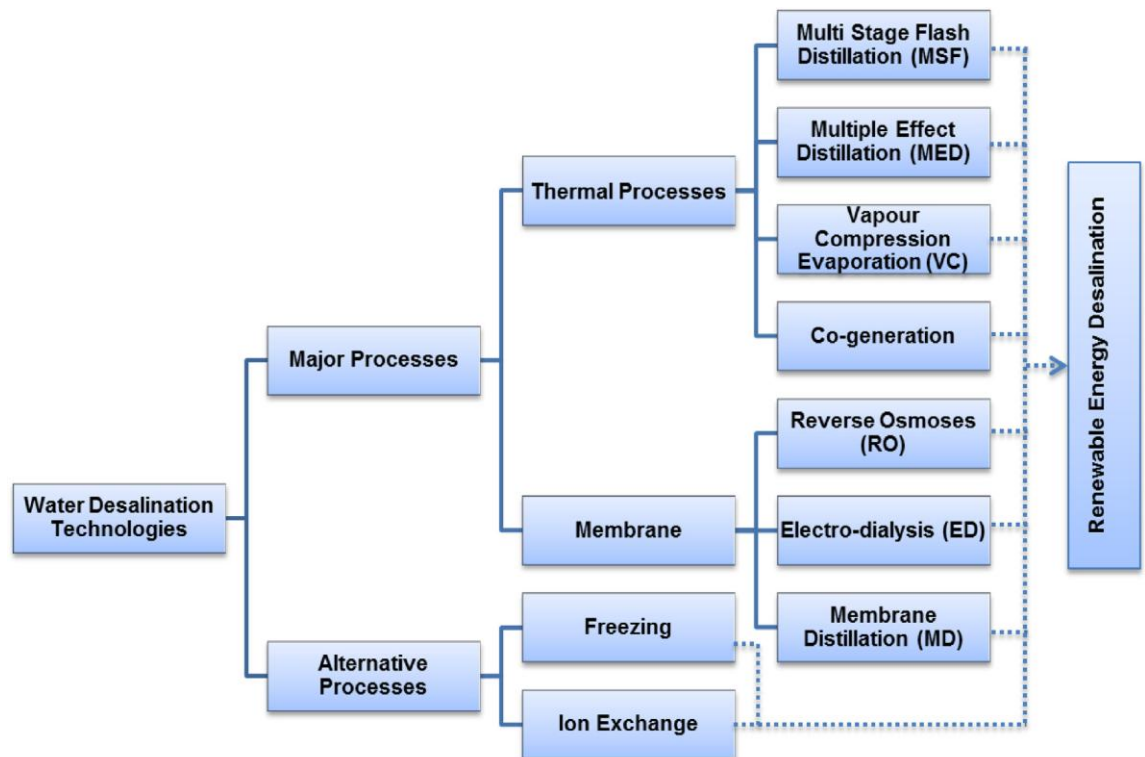 Multi Stage Flash
Distillation (MSF)
Multiple Effect
Distillation (MED)
Thermal Processes
Vapour
Compression
Evaporation (VC)
Co-generation
Major Processes
Reverse Osmoses
(RO)
Water Desalination
Technologies
Membrane
Electro-dialysis (ED)
Membrane
Distillation (MD)
Freezing
Alternative
Processes
Ion Exchange
Renewable Energy Desalination